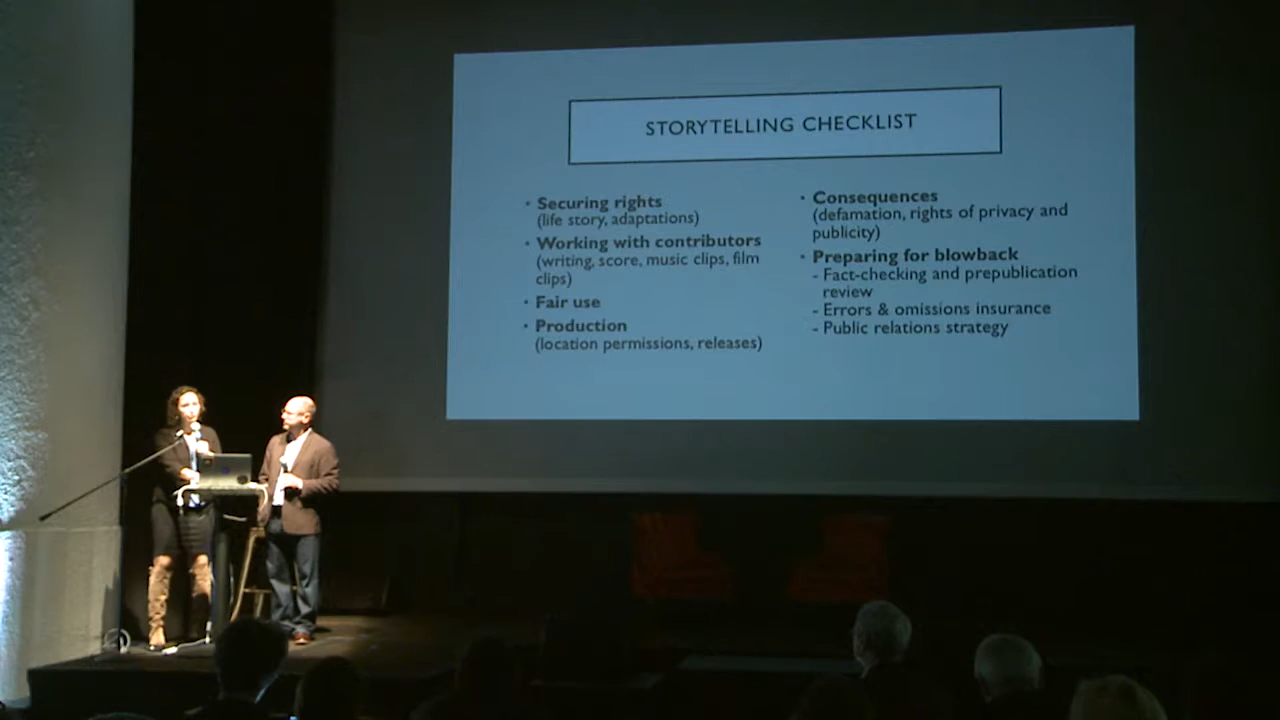 STORYTELLING CHECKLIST
• Securing rights
(life story, adaptations)
• Working with contributors
(writing, score, music clips, film
clips)
• Fair use
• Production
(location permissions, releases)
• Consequences
(defamation, rights of privacy and
publicity)
• Preparing for blowback
- Fact-checking and prepublication
review
- Errors & omissions insurance
- Public relations strategy